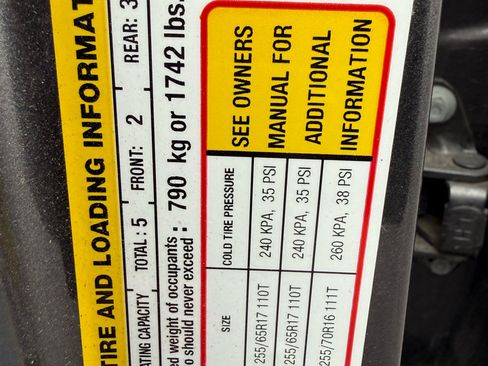 TIRE AND LOADING INFORMAT
ATING CAPACITY TOTAL : 5 FRONT: 2 REAR: 3
ed weight of occupants
o should never exceed : 790 kg or 1742 lbs.
SIZE COLD TIRE PRESSURE SEE OWNERS
255/65R17 110T 240 KPA, 35 PSI MANUAL FOR
255/65R17 110T 240 KPA, 35 PSI ADDITIONAL
255/70R16 111T 260 KPA, 38 PSI INFORMATION